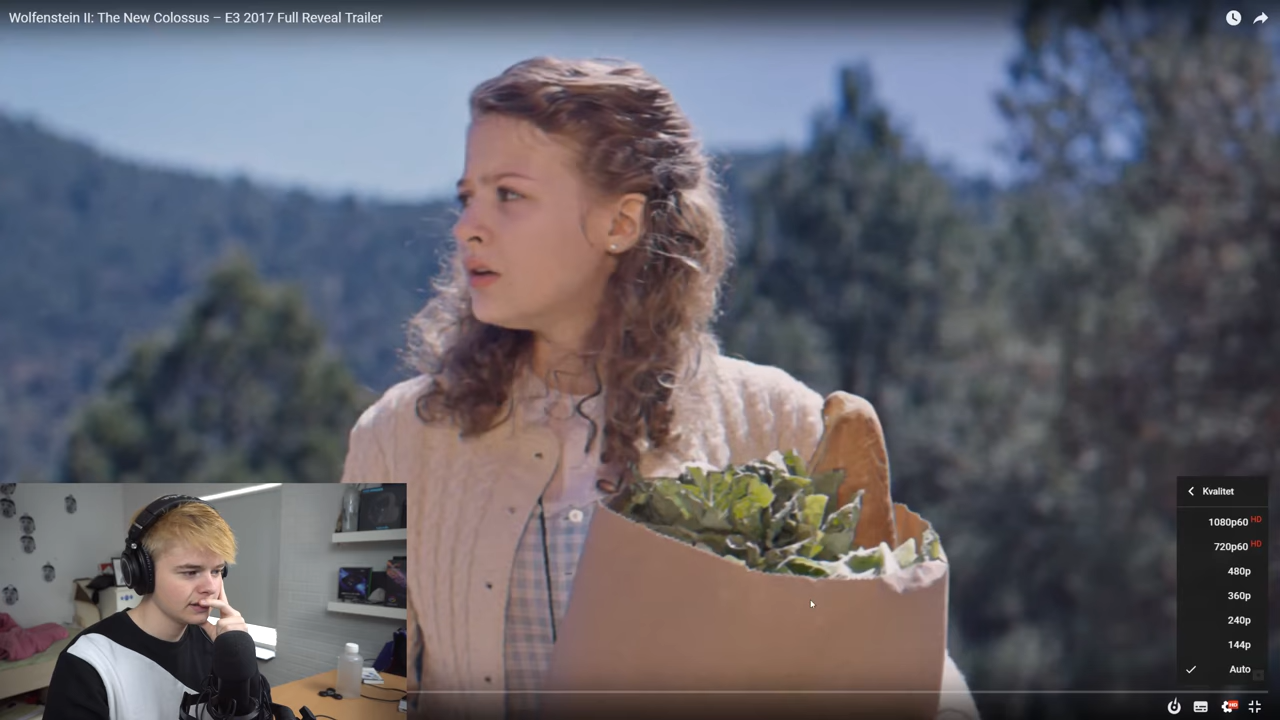 Wolfenstein II: The New Colossus – E3 2017 Full Reveal Trailer
Kvalitet
1080p60 HD
720p60 HD
480p
360p
240p
144p
Auto